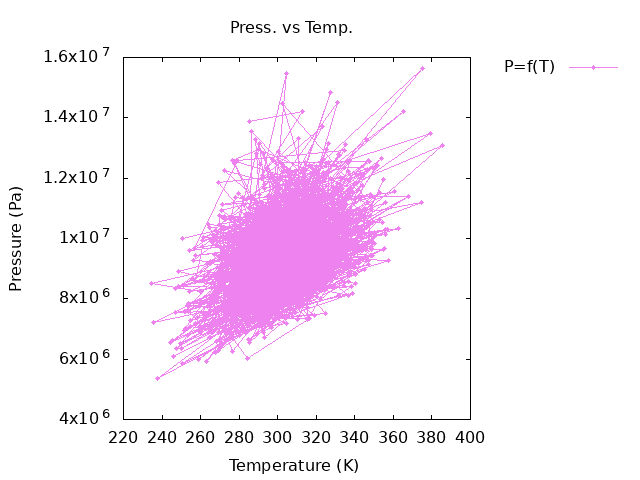 Press. vs Temp.
P=f(T)
1.6x10^7
1.4x10^7
1.2x10^7
1x10^7
8x10^6
6x10^6
4x10^6
Pressure (Pa)
220 240 260 280 300 320 340 360 380 400
Temperature (K)